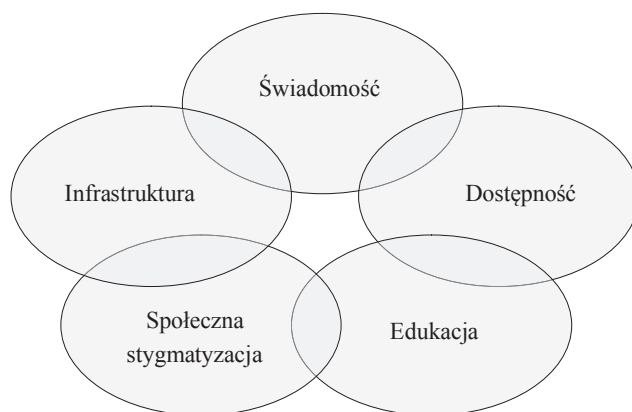 Świadomość
Infrastruktura
Dostępność
Społeczna
stygmatyzacja
Edukacja